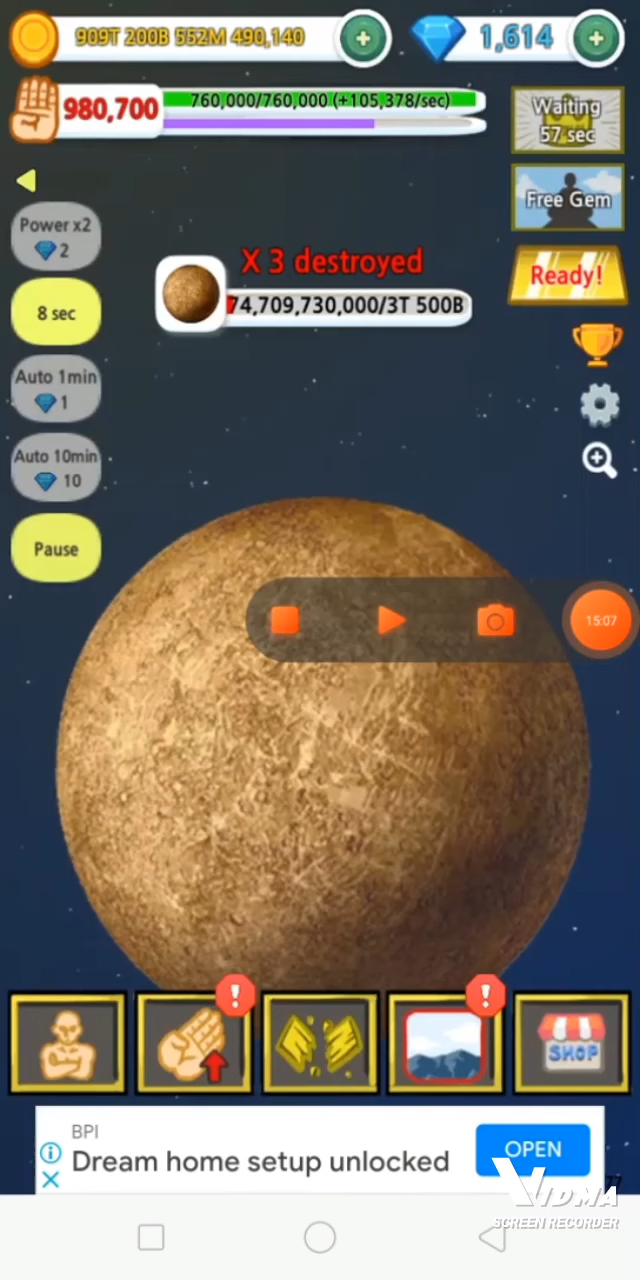 909T 200B 552M 490,140
1,614
980,700
760,000/760,000 (+105,378/sec)
Waiting
57 sec
Free Gem
Ready!
Power x2
2
8 sec
Auto 1min
1
Auto 10min
10
Pause
X 3 destroyed
74,709,730,000/3T 500B
15:07
SHOP
BPI
Dream home setup unlocked
OPEN
VIDMA
SCREEN RECORDER